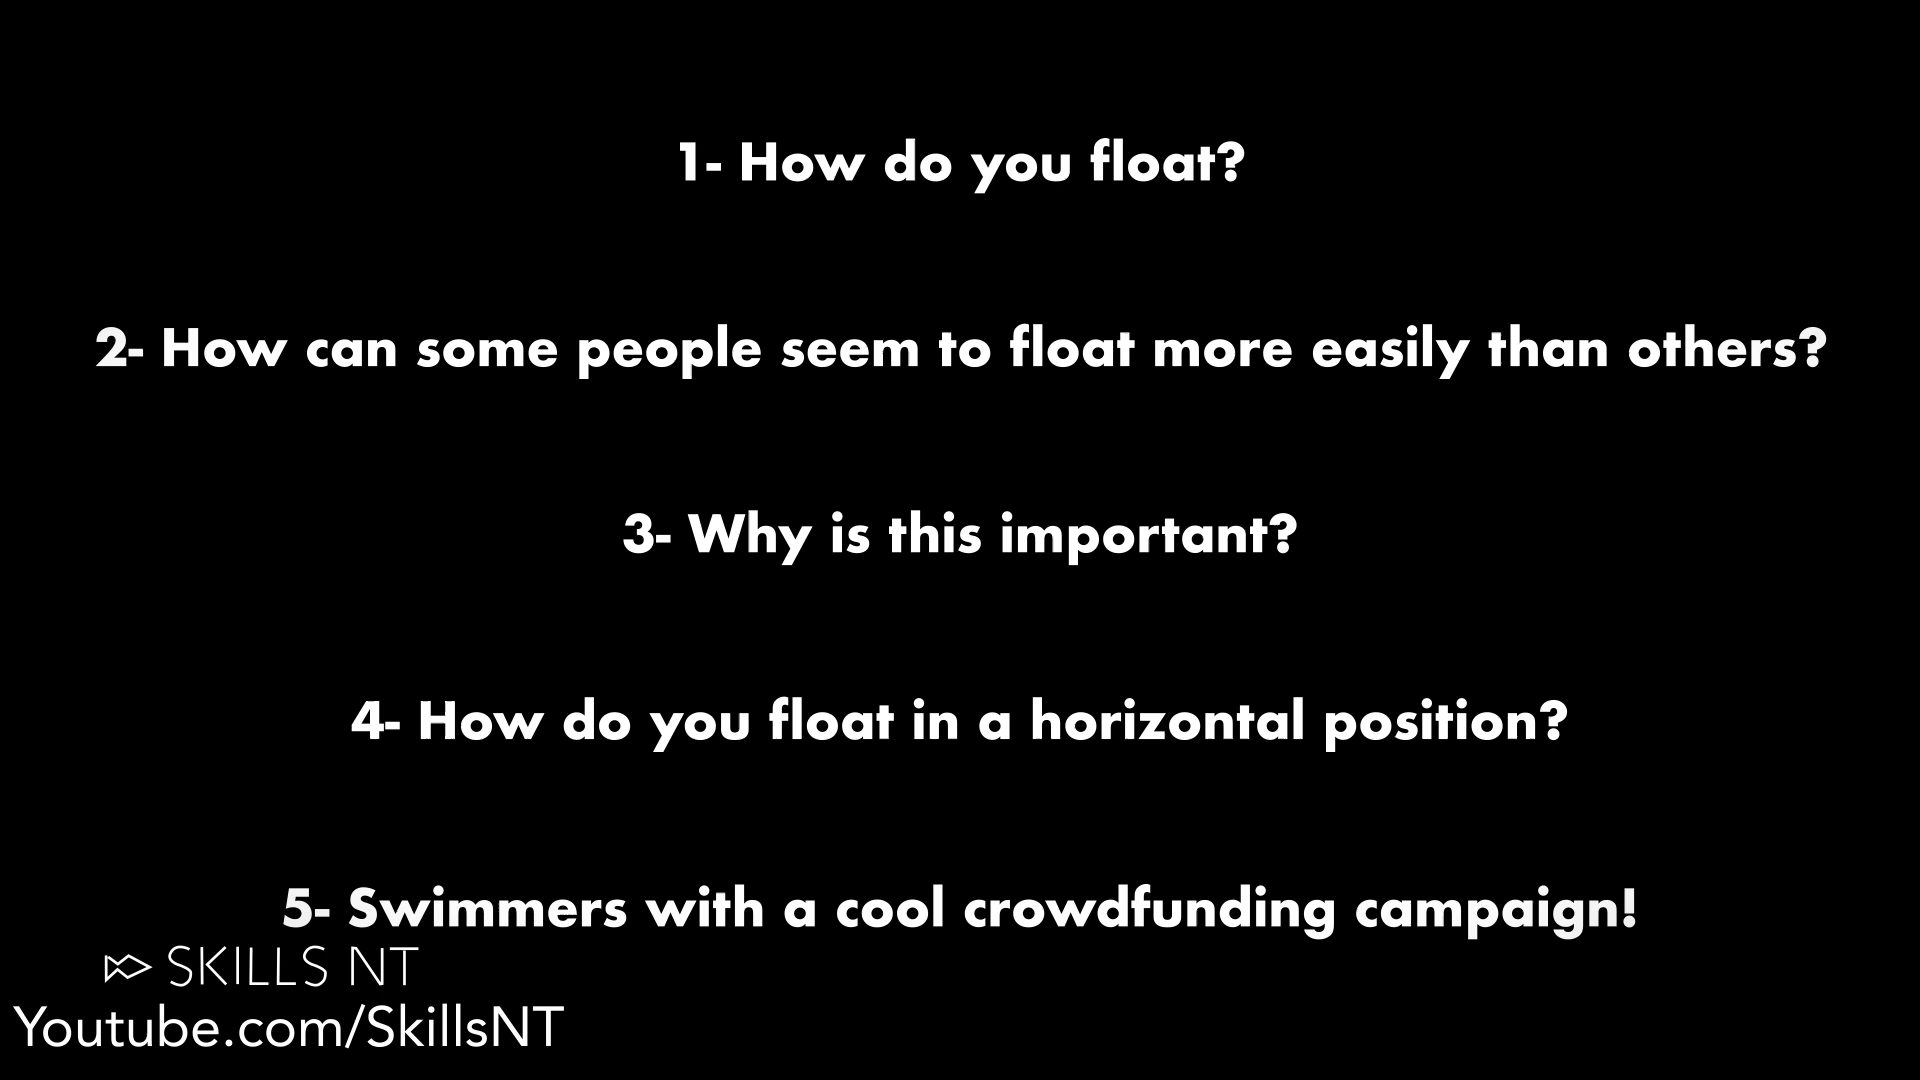 1- How do you float?
2- How can some people seem to float more easily than others?
3- Why is this important?
4- How do you float in a horizontal position?
5- Swimmers with a cool crowdfunding campaign!
SKILLS NT
Youtube.com/SkillsNT